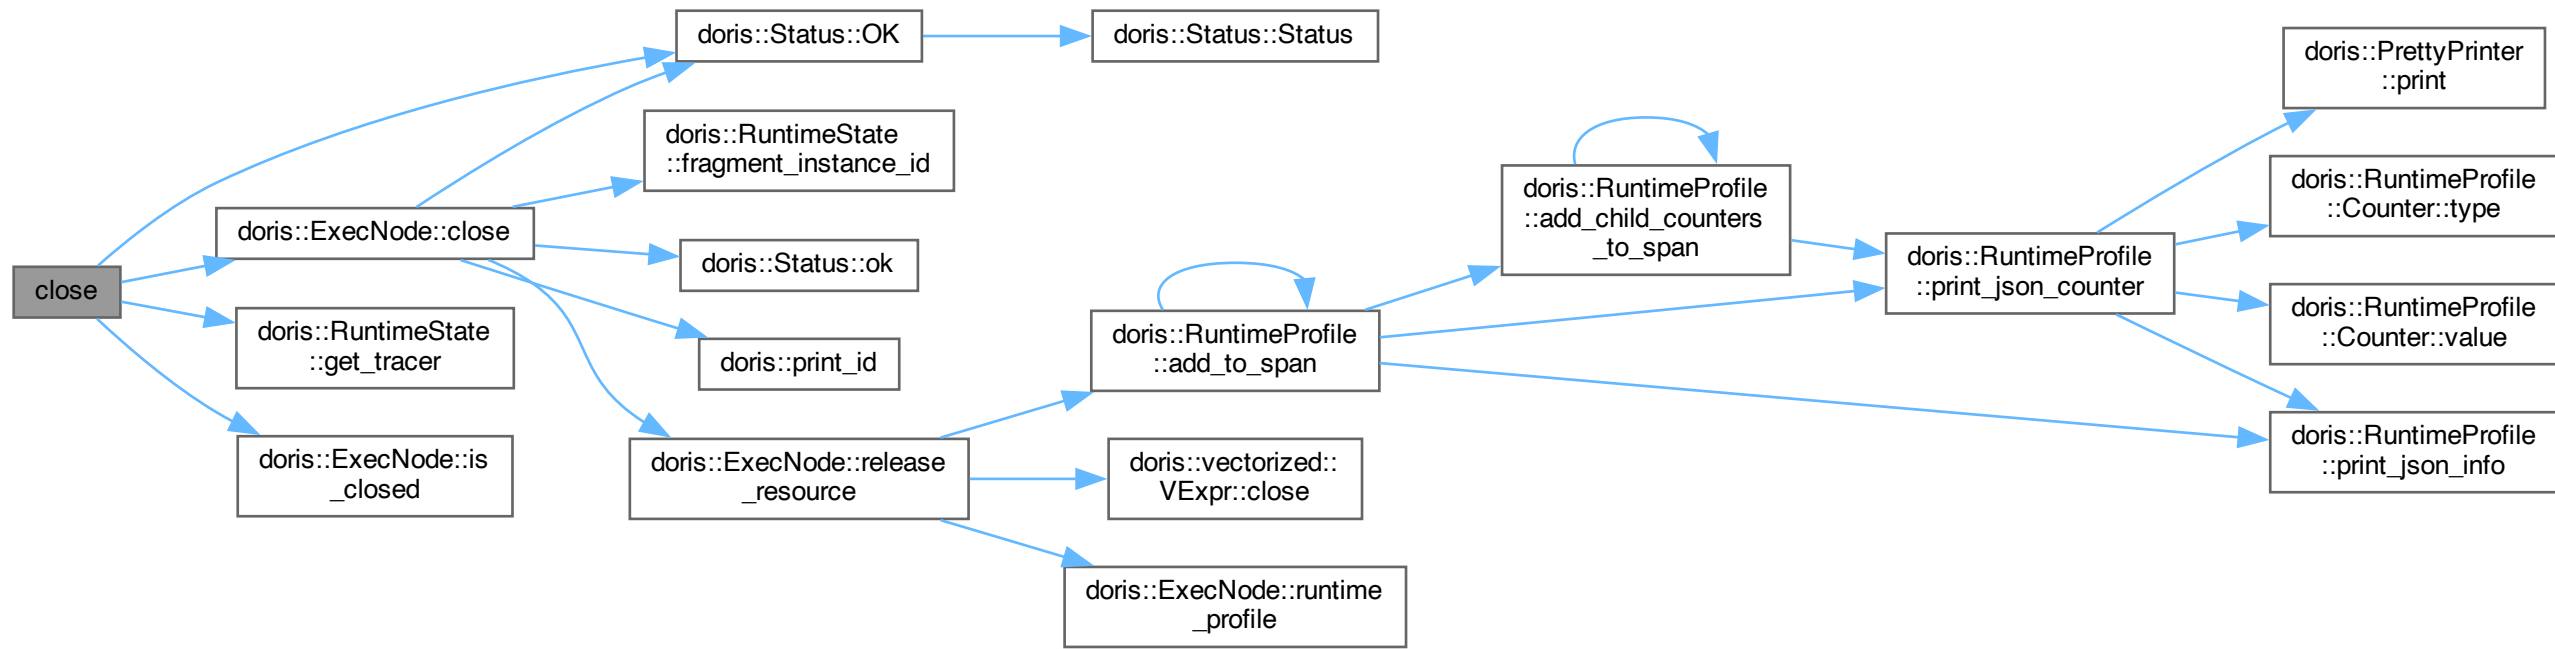 close
doris::Status::OK
doris::ExecNode::close
doris::RuntimeState
::get_tracer
doris::ExecNode::is
_closed
doris::Status::Status
doris::RuntimeState
::fragment_instance_id
doris::Status::ok
doris::print_id
doris::ExecNode::release
_resource
doris::RuntimeProfile
::add_to_span
doris::vectorized::
VExpr::close
doris::ExecNode::runtime
_profile
doris::RuntimeProfile
::add_child_counters
_to_span
doris::RuntimeProfile
::print_json_counter
doris::PrettyPrinter
::print
doris::RuntimeProfile
::Counter::type
doris::RuntimeProfile
::Counter::value
doris::RuntimeProfile
::print_json_info